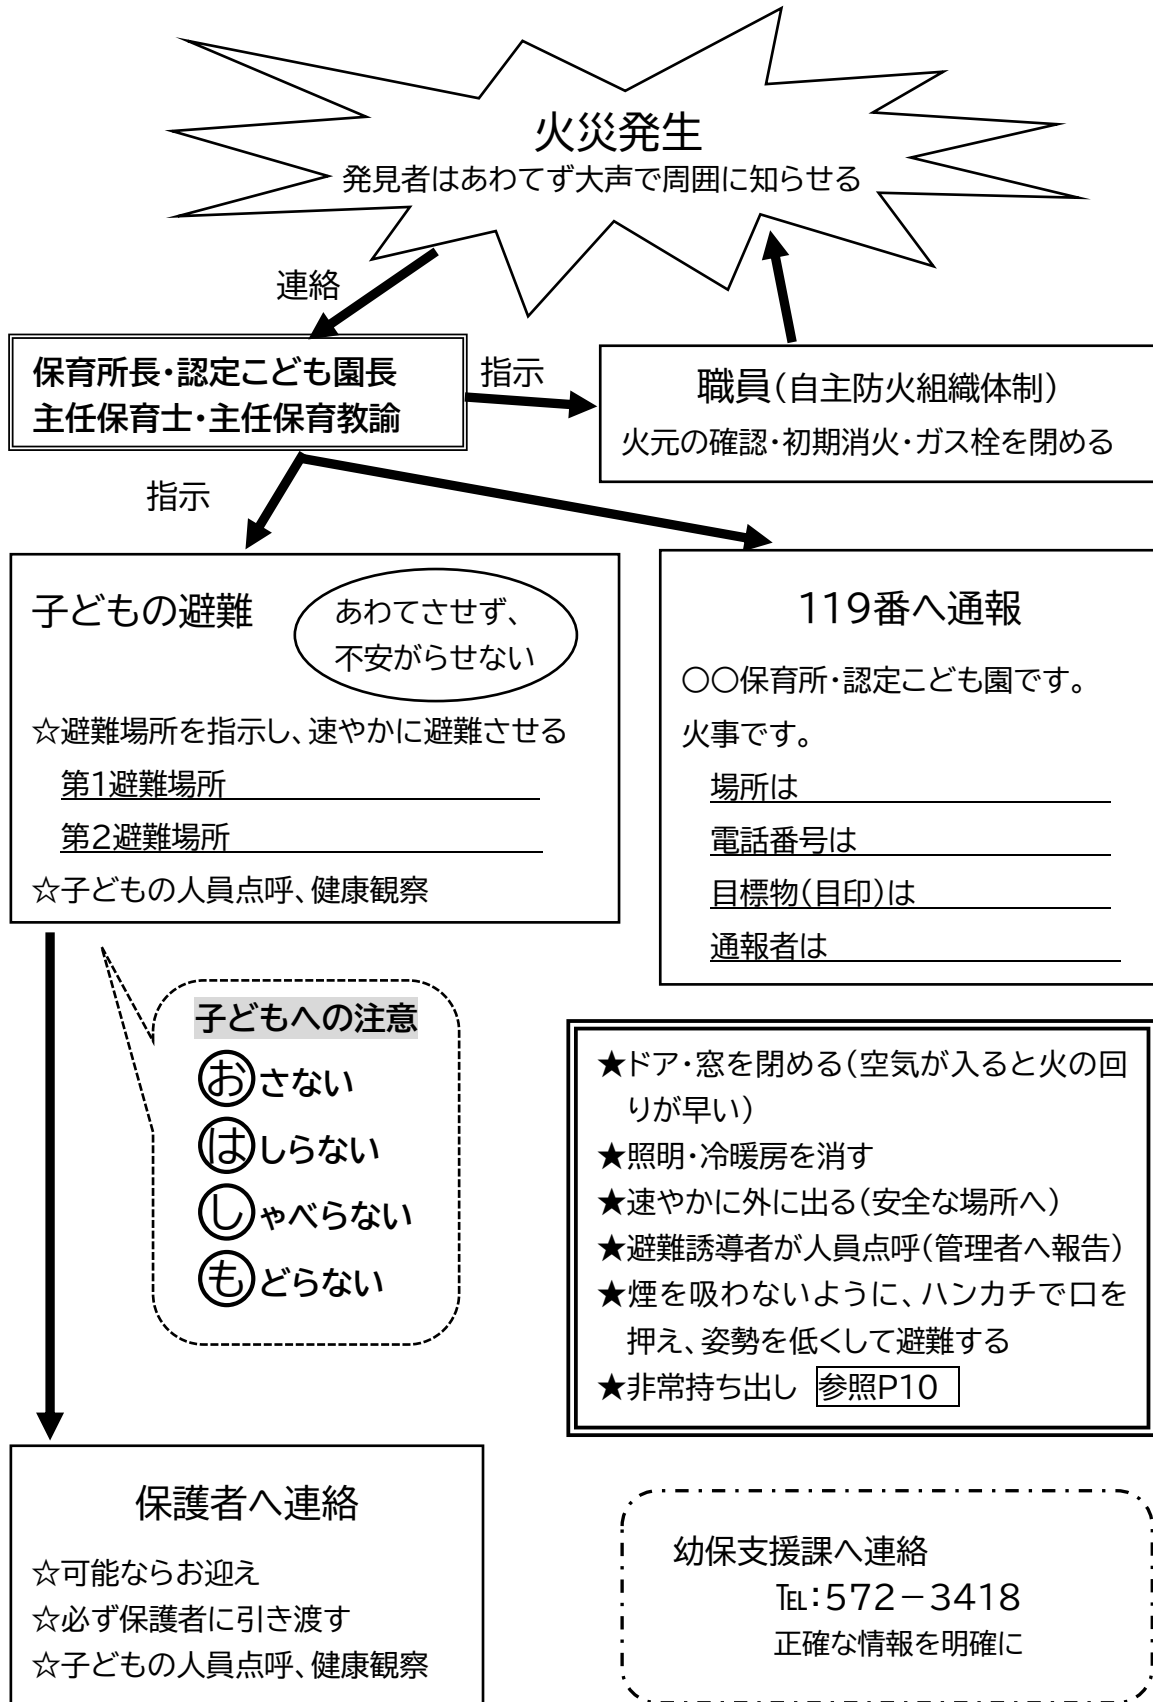 火災発生
発見者はあわてず大声で周囲に知らせる
連絡
保育所長・認定こども園長
主任保育士・主任保育教諭
指示
職員(自主防火組織体制)
火元の確認・初期消火・ガス栓を閉める
指示
子どもの避難
あわてさせず、
不安がらせない
☆避難場所を指示し、速やかに避難させる
第1避難場所
第2避難場所
☆子どもの人員点呼、健康観察
119番へ通報
〇〇保育所・認定こども園です。
火事です。
場所は
電話番号は
目標物(目印)は
通報者は
子どもへの注意
おさない
はしらない
しゃべらない
もどらない
★ドア・窓を閉める(空気が入ると火の回
りが早い)
★照明・冷暖房を消す
★速やかに外に出る(安全な場所へ)
★避難誘導者が人員点呼(管理者へ報告)
★煙を吸わないように、ハンカチで口を
押え、姿勢を低くして避難する
★非常持ち出し 参照P10
保護者へ連絡
☆可能ならお迎え
☆必ず保護者に引き渡す
☆子どもの人員点呼、健康観察
幼保支援課へ連絡
℡:572-3418
正確な情報を明確に